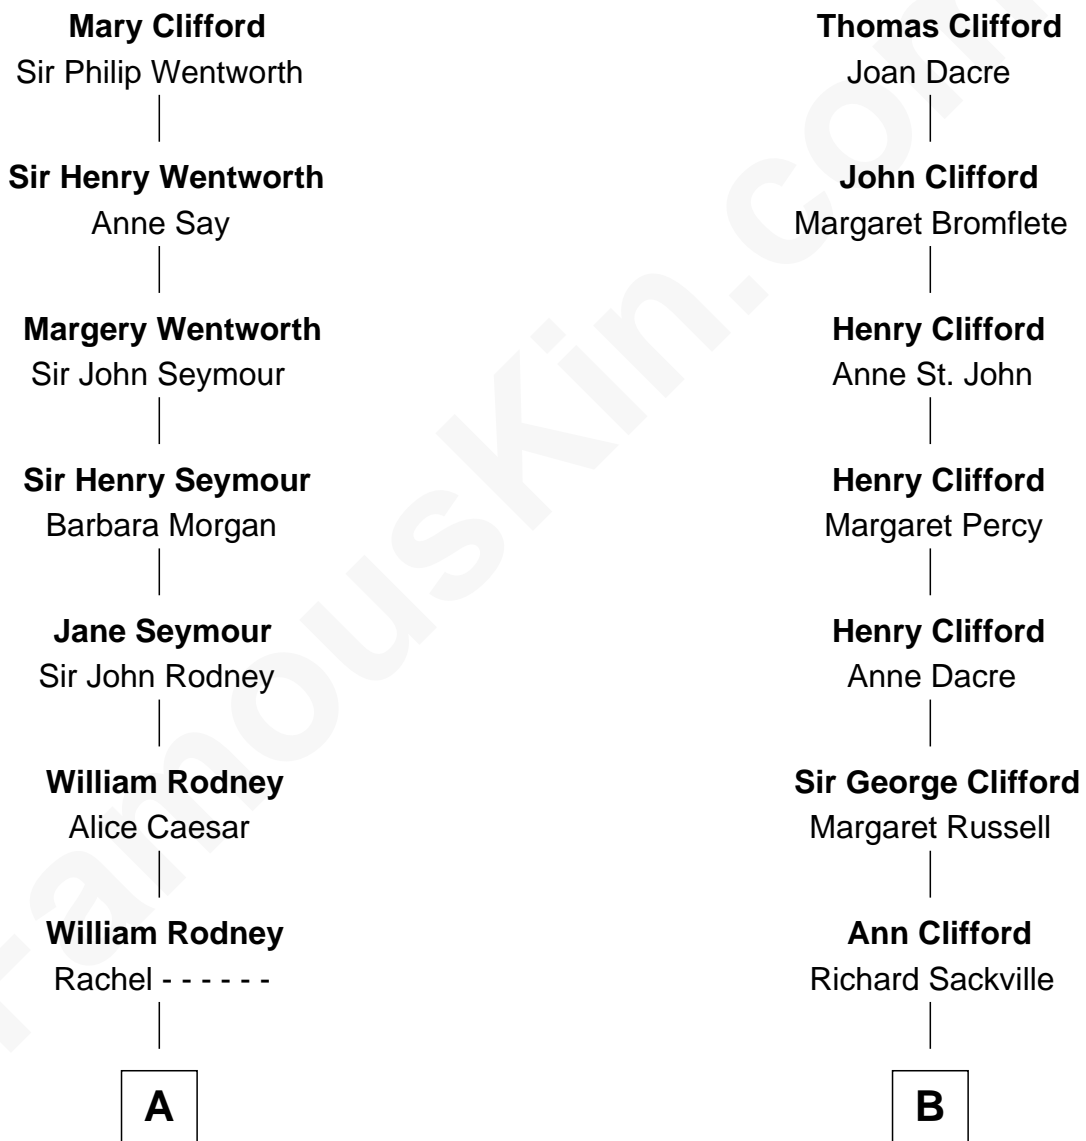 Mary Clifford
Sir Philip Wentworth
Sir Henry Wentworth
Anne Say
Margery Wentworth
Sir John Seymour
Sir Henry Seymour
Barbara Morgan
Jane Seymour
Sir John Rodney
William Rodney
Alice Caesar
William Rodney
Rachel - - - - - -
A
Thomas Clifford
Joan Dacre
John Clifford
Margaret Bromflete
Henry Clifford
Anne St. John
Henry Clifford
Margaret Percy
Henry Clifford
Anne Dacre
Sir George Clifford
Margaret Russell
Ann Clifford
Richard Sackville
B
FamousKin.com